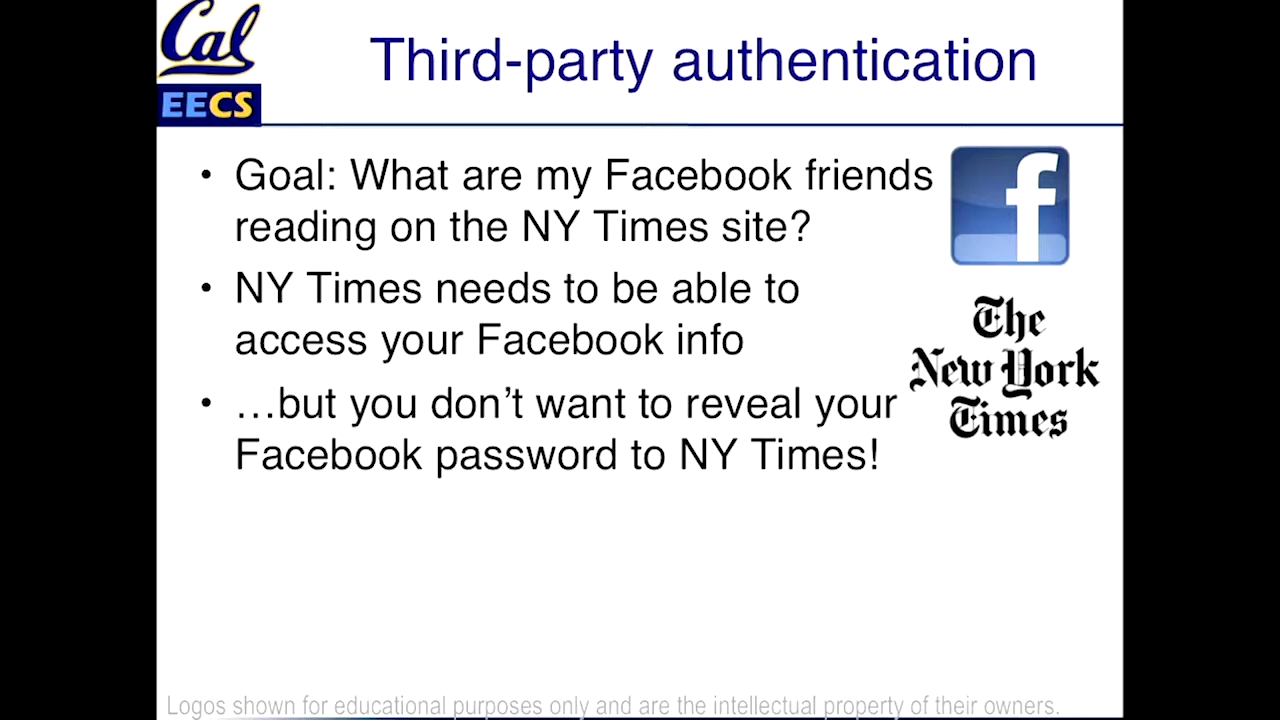 Cal
EECS
Third-party authentication
• Goal: What are my Facebook friends
reading on the NY Times site?
• NY Times needs to be able to
access your Facebook info
• …but you don’t want to reveal your
Facebook password to NY Times!
f
The
New York
Times
Logos shown for educational purposes only and are the intellectual property of their owners.